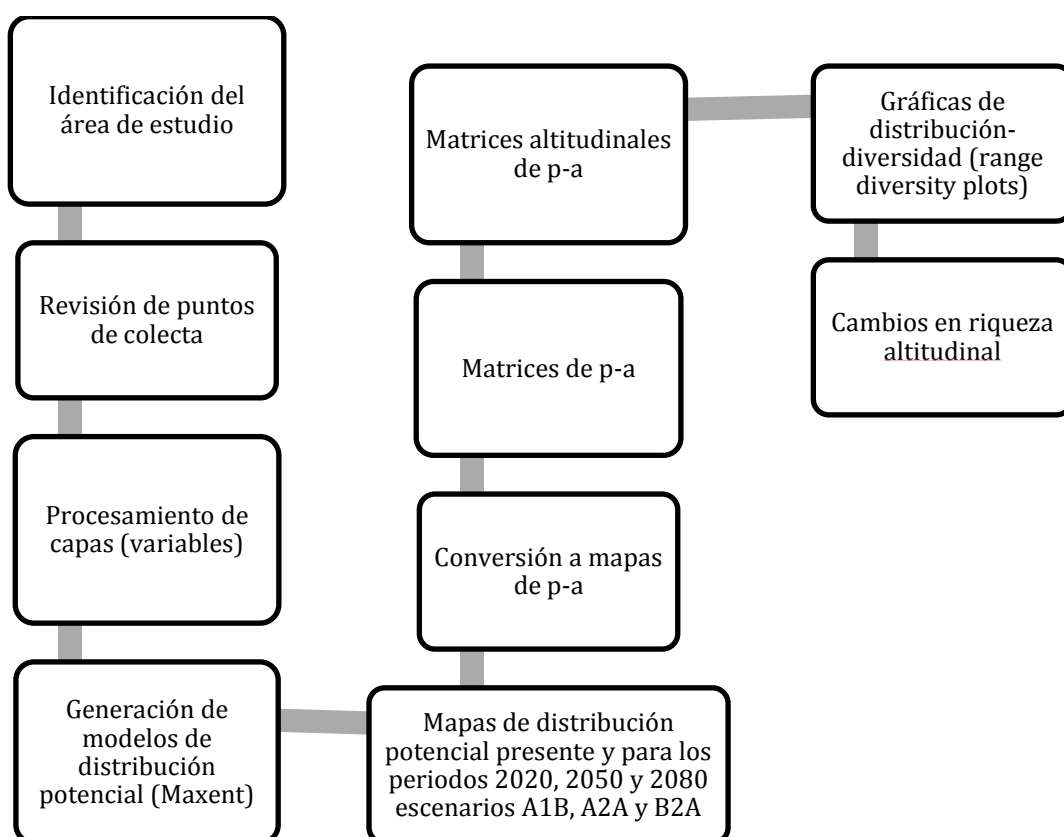 Identificación del
área de estudio
Revisión de puntos
de colecta
Procesamiento de
capas (variables)
Generación de
modelos de
distribución
potencial (Maxent)
Mapas de distribución
potencial presente y para los
periodos 2020, 2050 y 2080
escenarios A1B, A2A y B2A
Conversión a mapas
de p-a
Matrices de p-a
Matrices altitudinales
de p-a
Gráficas de
distribución-
diversidad (range
diversity plots)
Cambios en riqueza
altitudinal